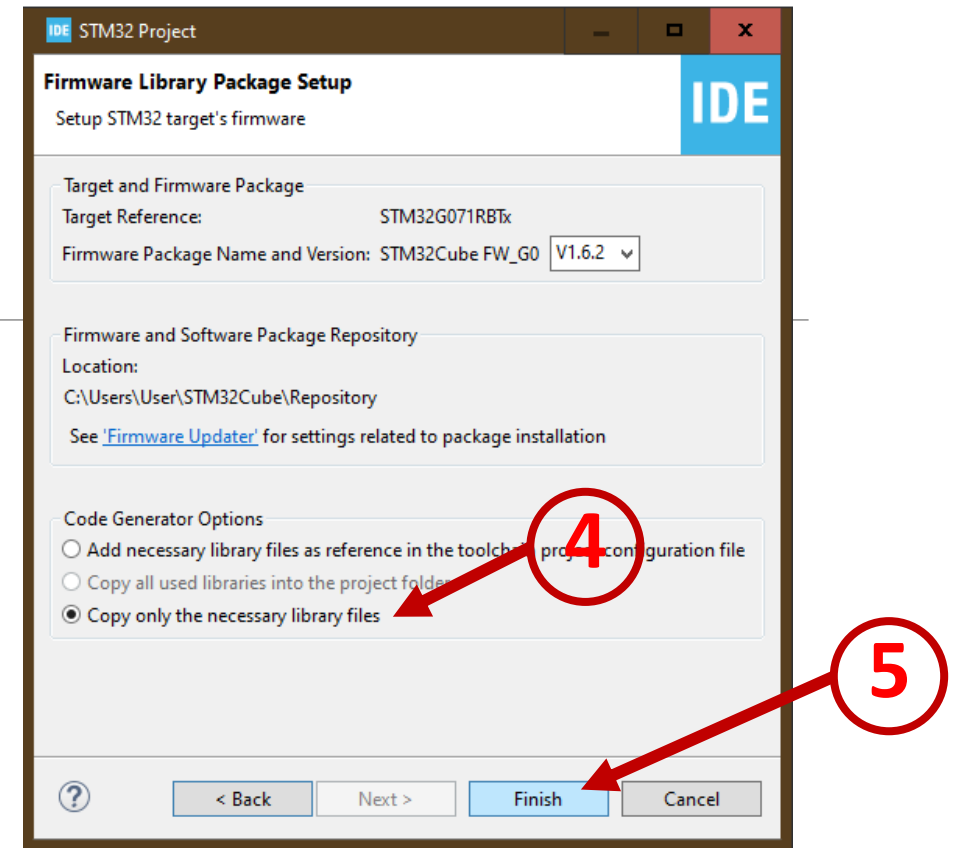 IDE STM32 Project
Firmware Library Package Setup
Setup STM32 target's firmware
IDE
Target and Firmware Package
Target Reference: STM32G071RBTx
Firmware Package Name and Version: STM32Cube FW_G0 V1.6.2
Firmware and Software Package Repository
Location:
C:\Users\User\STM32Cube\Repository
See 'Firmware Updater' for settings related to package installation
Code Generator Options
4
Add necessary library files as reference in the toolchain project configuration file
Copy all used libraries into the project folder
Copy only the necessary library files
5
? < Back Next > Finish Cancel